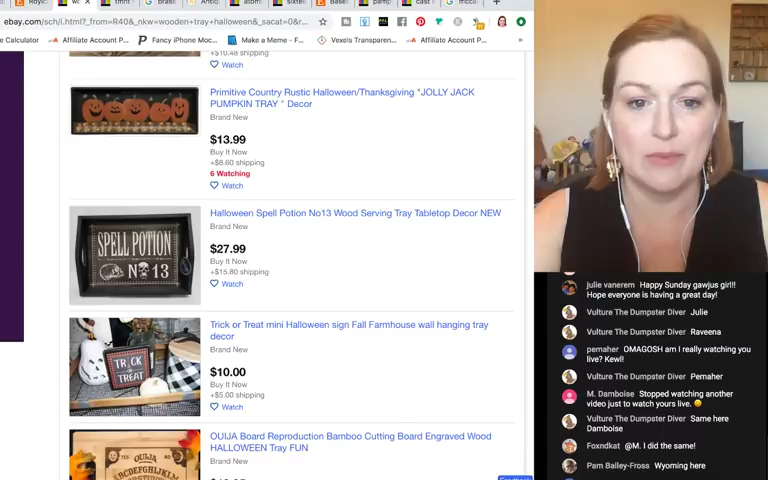 ebay.com/sch/i.html?_from=R40&_nkw=wooden+tray+halloween&_sacat=0&r...
e Calculator
Affiliate Account P...
Fancy iPhone Moc...
Make a Meme - F...
Vexels Transparen...
Affiliate Account P...
»
+$10.48 shipping
Watch
Primitive Country Rustic Halloween/Thanksgiving "JOLLY JACK
PUMPKIN TRAY " Decor
Brand New
$13.99
Buy It Now
+$8.60 shipping
6 Watching
Watch
SPELL POTION
No 13
Halloween Spell Potion No13 Wood Serving Tray Tabletop Decor NEW
Brand New
$27.99
Buy It Now
+$15.80 shipping
Watch
TRICK
OR
TREAT
Trick or Treat mini Halloween sign Fall Farmhouse wall hanging tray
decor
Brand New
$10.00
Buy It Now
+$5.00 shipping
Watch
OUIJA
YES
NO
OUIJA Board Reproduction Bamboo Cutting Board Engraved Wood
HALLOWEEN Tray FUN
Brand New
julie vanerem Happy Sunday gawjus girl!!
Hope everyone is having a great day!
Vulture The Dumpster Diver Julie
Vulture The Dumpster Diver Raveena
pemaher OMAGOSH am I really watching you
live? Kewl!
Vulture The Dumpster Diver Pemaher
M. Damboise Stopped watching another
video just to watch yours live.
Vulture The Dumpster Diver Same here
Damboise
Foxndkat @M. I did the same!
Pam Bailey-Fross Wyoming here